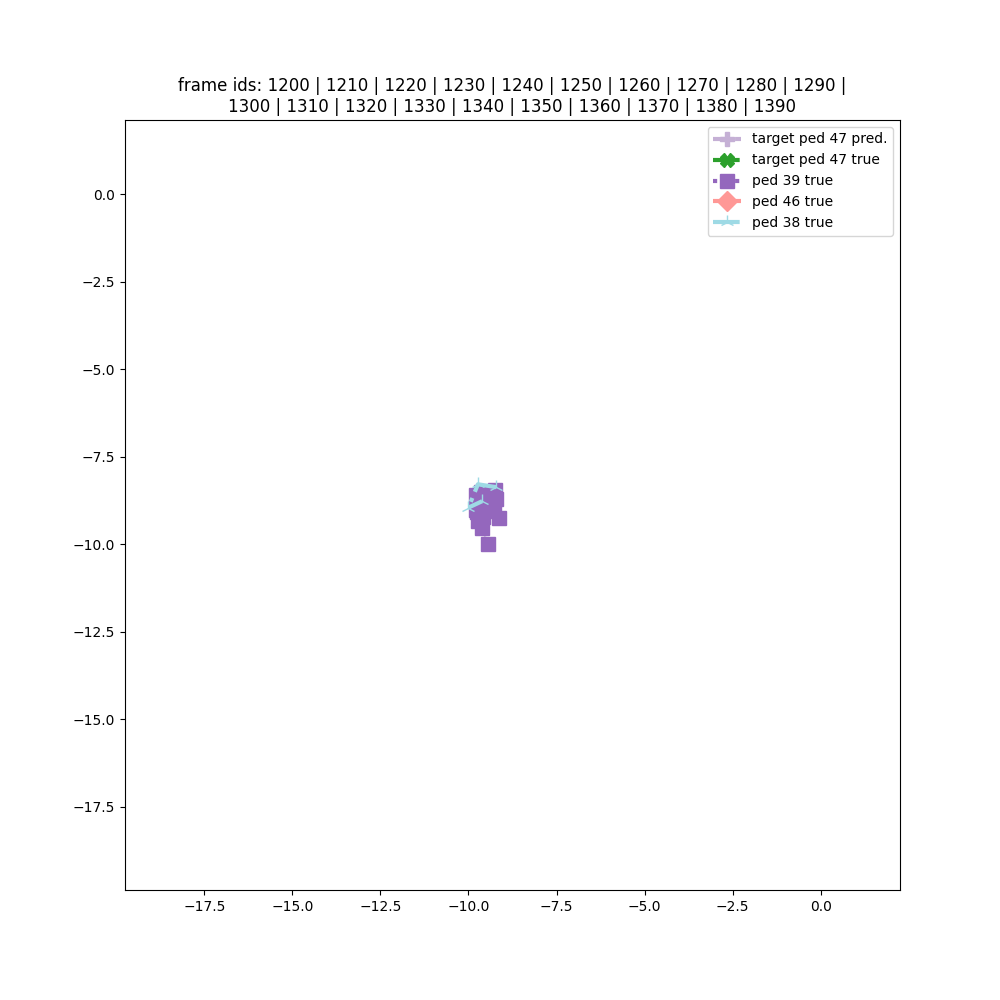 frame ids: 1200 | 1210 | 1220 | 1230 | 1240 | 1250 | 1260 | 1270 | 1280 | 1290 |
1300 | 1310 | 1320 | 1330 | 1340 | 1350 | 1360 | 1370 | 1380 | 1390
target ped 47 pred.
target ped 47 true
ped 39 true
ped 46 true
ped 38 true
0.0
−2.5
−5.0
−7.5
−10.0
−12.5
−15.0
−17.5
−17.5 −15.0 −12.5 −10.0 −7.5 −5.0 −2.5 0.0